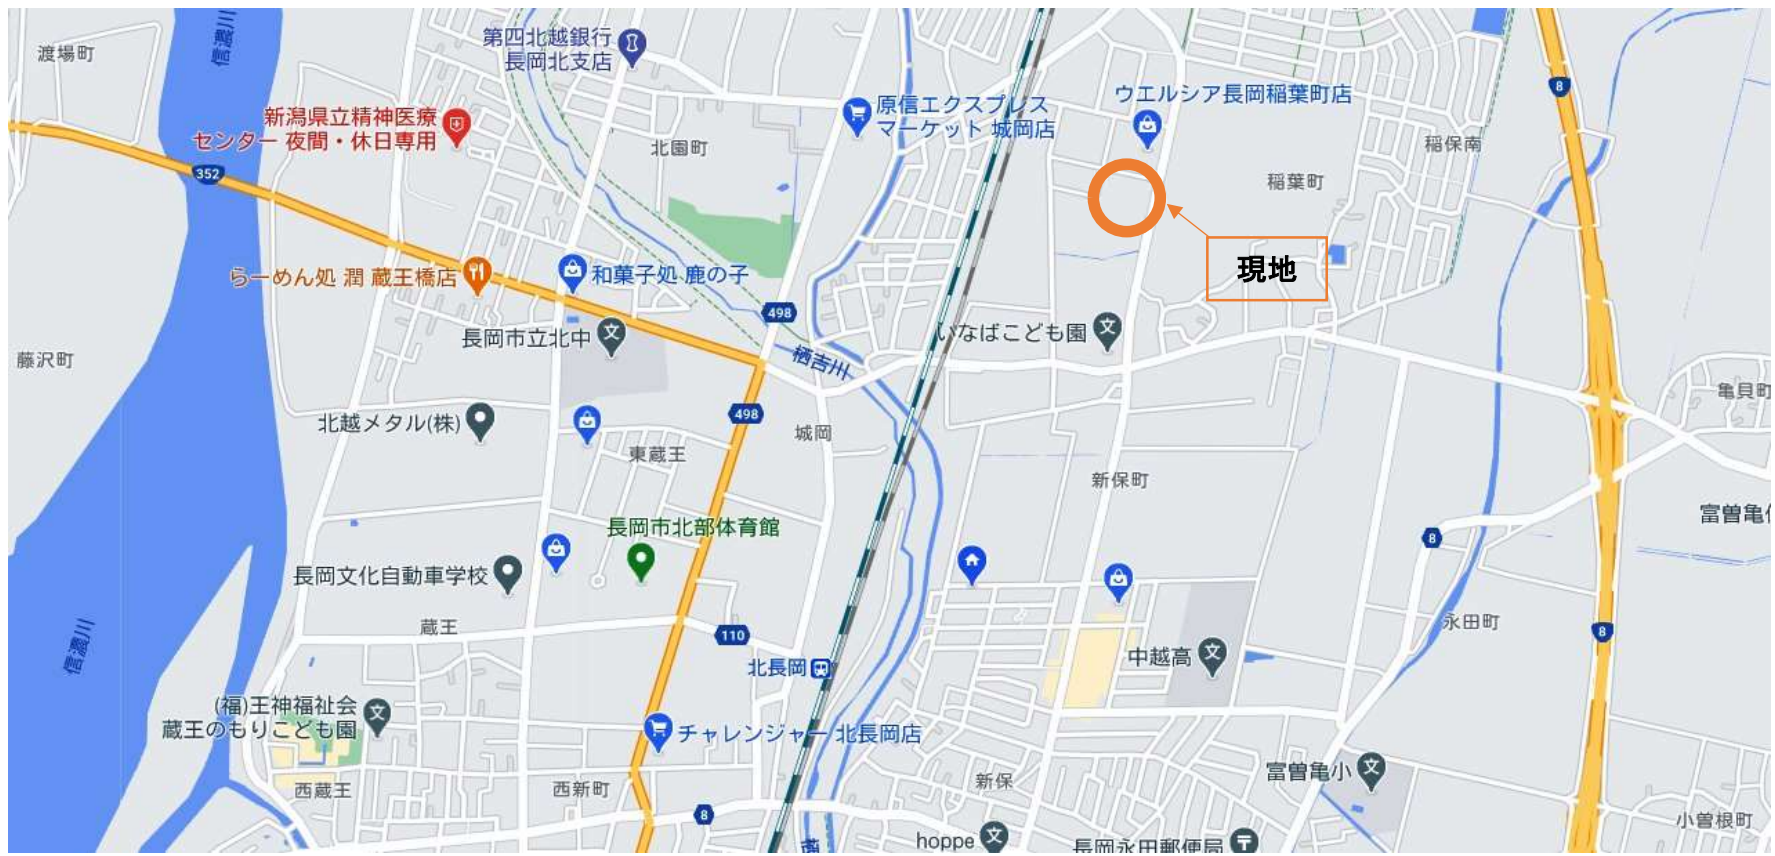 渡場町
信濃川
第四北越銀行
長岡北支店
8
新潟県立精神医療
センター 夜間・休日専用
原信エクスプレス
マーケット 城岡店
ウエルシア長岡稲葉町店
北園町
稲保南
352
稲葉町
現地
らーめん処 潤 蔵王橋店
和菓子処 鹿の子
498
長岡市立北中
栖吉川
いなばこども園
藤沢町
亀貝町
北越メタル(株)
498
城岡
東蔵王
新保町
長岡市北部体育館
富曽亀
8
長岡文化自動車学校
蔵王
110
永田町
8
信濃川
北長岡
中越高
(福)王神福祉会
蔵王のもりこども園
チャレンジャー 北長岡店
西蔵王
西新町
新保
富曽亀小
8
小曽根町
hoppe
長岡永田郵便局